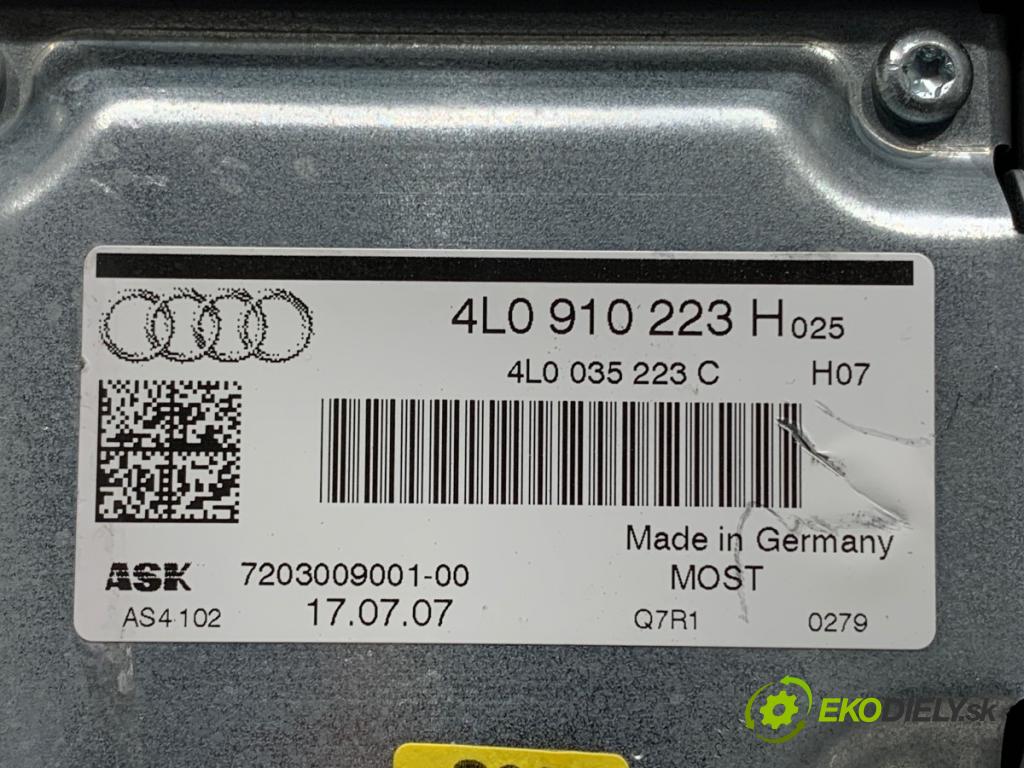 4L0 910 223 H025
4L0 035 223 C H07
Made in Germany
ASK 7203009001-00 MOST
AS4 102 17.07.07 Q7R1 0279
EKODIELY.sk